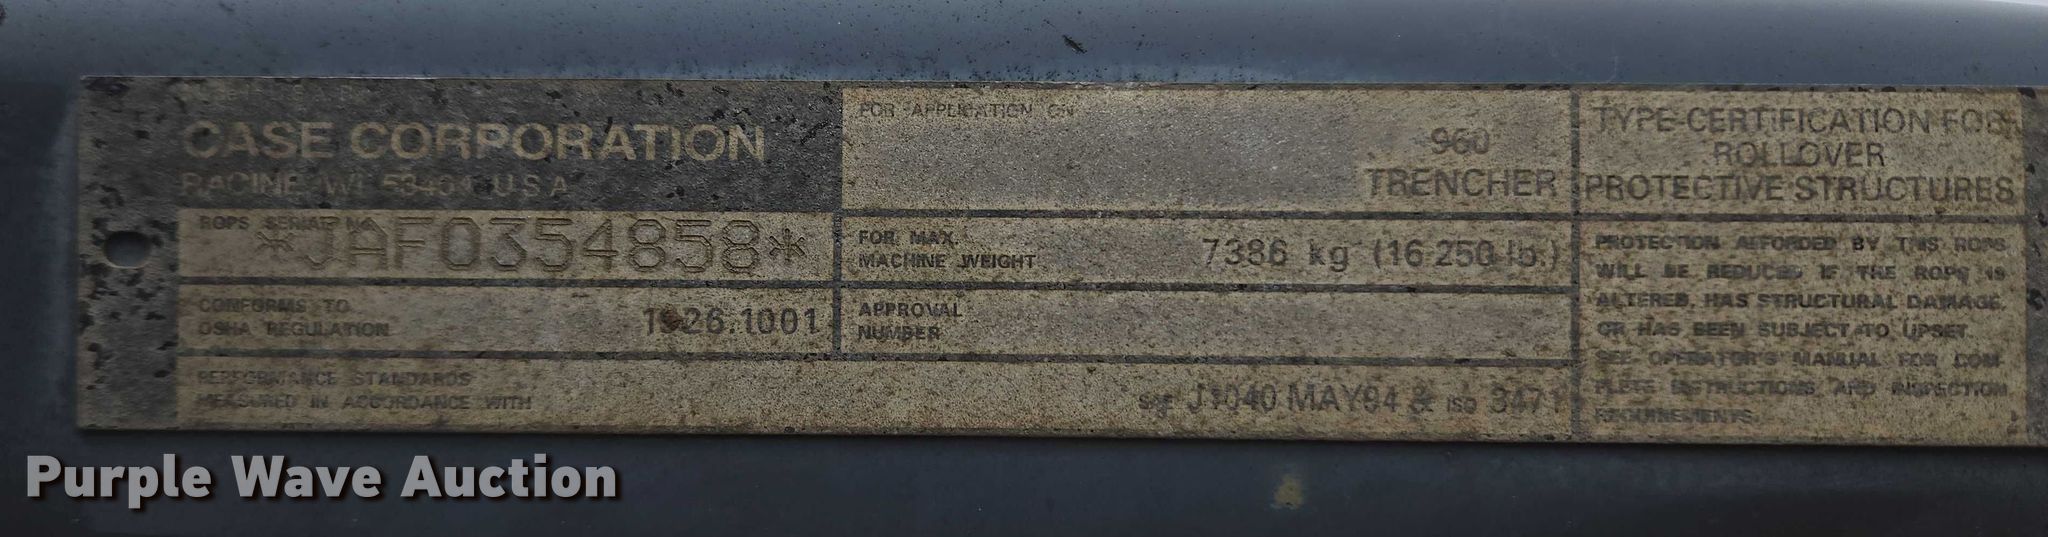 CASE CORPORATION
RACINE WI 53404 U.S.A
ROPS SERIAL NO.
*JAF0354858*
CONFORMS TO
OSHA REGULATION
1926.1001
PERFORMANCE STANDARDS
MEASURED IN ACCORDANCE WITH
SAE J1040 MAY94 & ISO 3471
FOR APPLICATION ON
960
TRENCHER
FOR MAX.
MACHINE WEIGHT
7386 kg (16 250 lb.)
APPROVAL
NUMBER
TYPE-CERTIFICATION FOR
ROLLOVER
PROTECTIVE STRUCTURES
PROTECTION AFFORDED BY THIS ROPS
WILL BE REDUCED IF THE ROPS IS
ALTERED, HAS STRUCTURAL DAMAGE,
OR HAS BEEN SUBJECT TO UPSET.
SEE OPERATOR'S MANUAL FOR COM-
PLETE INSTRUCTIONS AND INSPECTION
REQUIREMENTS.
Purple Wave Auction